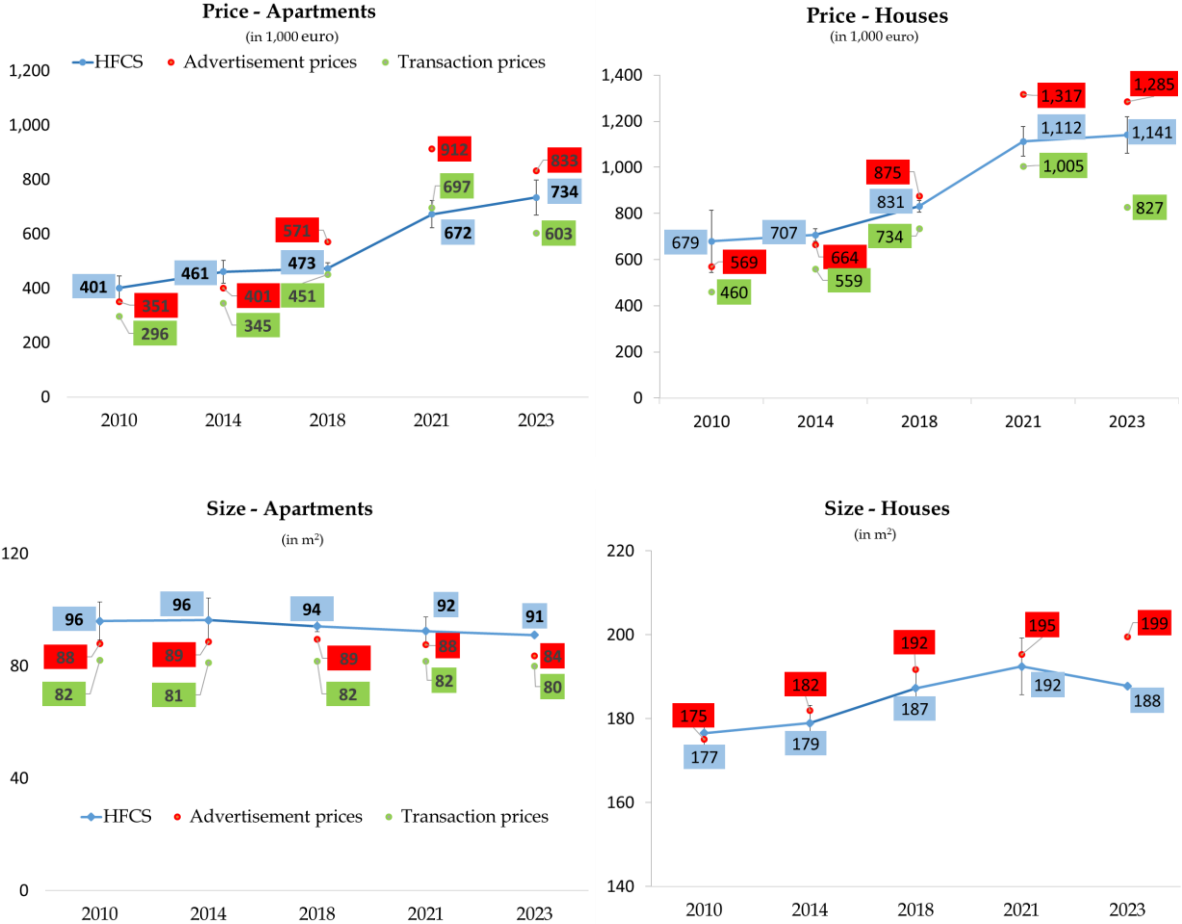 Price - Apartments
(in 1,000 euro)
HFCS Advertisement prices Transaction prices
1,200
1,000
800
600
400
200
0
912
833
697
734
571
672
603
401
461
473
351
401
451
296
345
2010 2014 2018 2021 2023
Price - Houses
(in 1,000 euro)
1,400
1,200
1,000
800
600
400
200
0
1,285
1,317
1,112
1,141
1,005
875
831
827
679
707
734
569
664
559
460
2010 2014 2018 2021 2023
Size - Apartments
(in m²)
120
80
40
0
96 96 94 92 91
88 89 89 88 84
82 81 82 82 80
HFCS Advertisement prices Transaction prices
2010 2014 2018 2021 2023
Size - Houses
(in m²)
220
200
180
160
140
175 182 192 195 199
177 179 187 192 188
2010 2014 2018 2021 2023